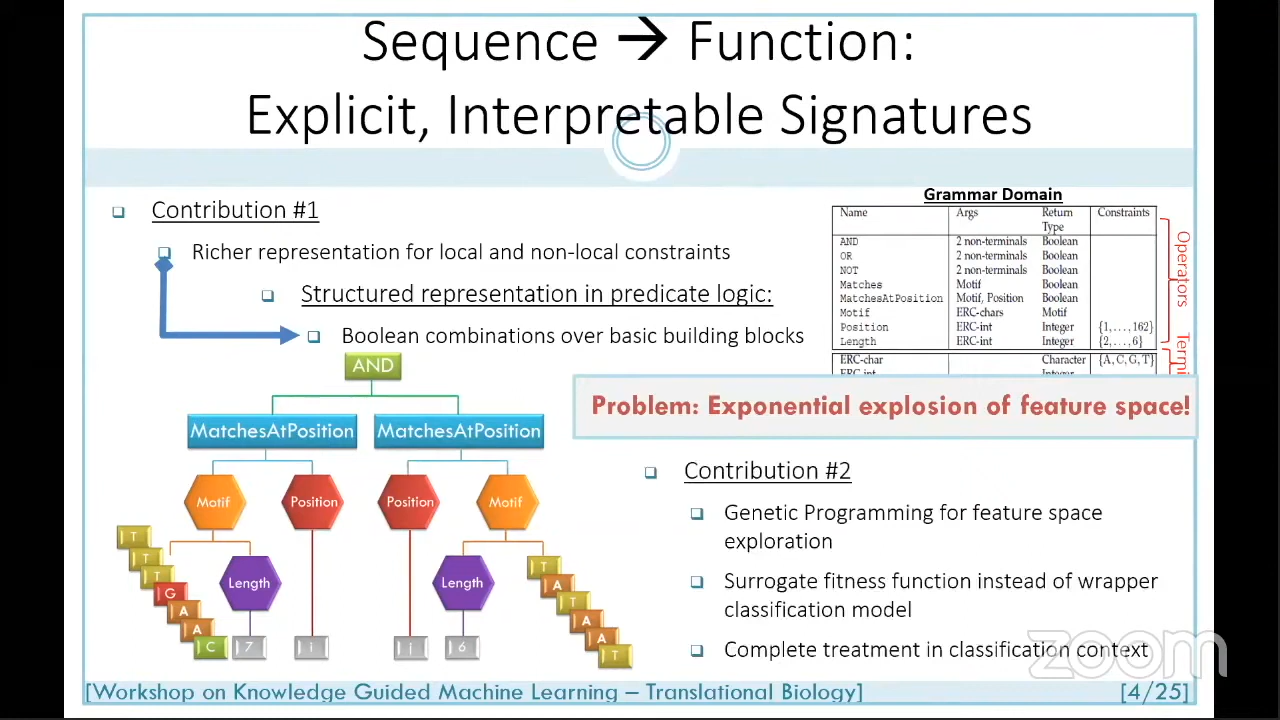 Sequence → Function:
Explicit, Interpretable Signatures
Contribution #1
Richer representation for local and non-local constraints
Structured representation in predicate logic:
Boolean combinations over basic building blocks
AND
MatchesAtPosition MatchesAtPosition
Motif Position Position Motif
Length Length
T
T
T
G
A
A
C
7
i
j
6
T
A
T
A
A
T
Grammar Domain
Name Args Return Type Constraints
AND 2 non-terminals Boolean
OR 2 non-terminals Boolean
NOT 2 non-terminals Boolean
Matches Motif Boolean
MatchesAtPosition Motif, Position Boolean
Motif ERC-chars Motif
Position ERC-int Integer {1,...,162}
Length ERC-int Integer {2,...,6}
ERC-char Character {A, C, G, T}
Operators
Problem: Exponential explosion of feature space!
Contribution #2
Genetic Programming for feature space
exploration
Surrogate fitness function instead of wrapper
classification model
Complete treatment in classification context
zoom
[Workshop on Knowledge Guided Machine Learning – Translational Biology] [4/25]